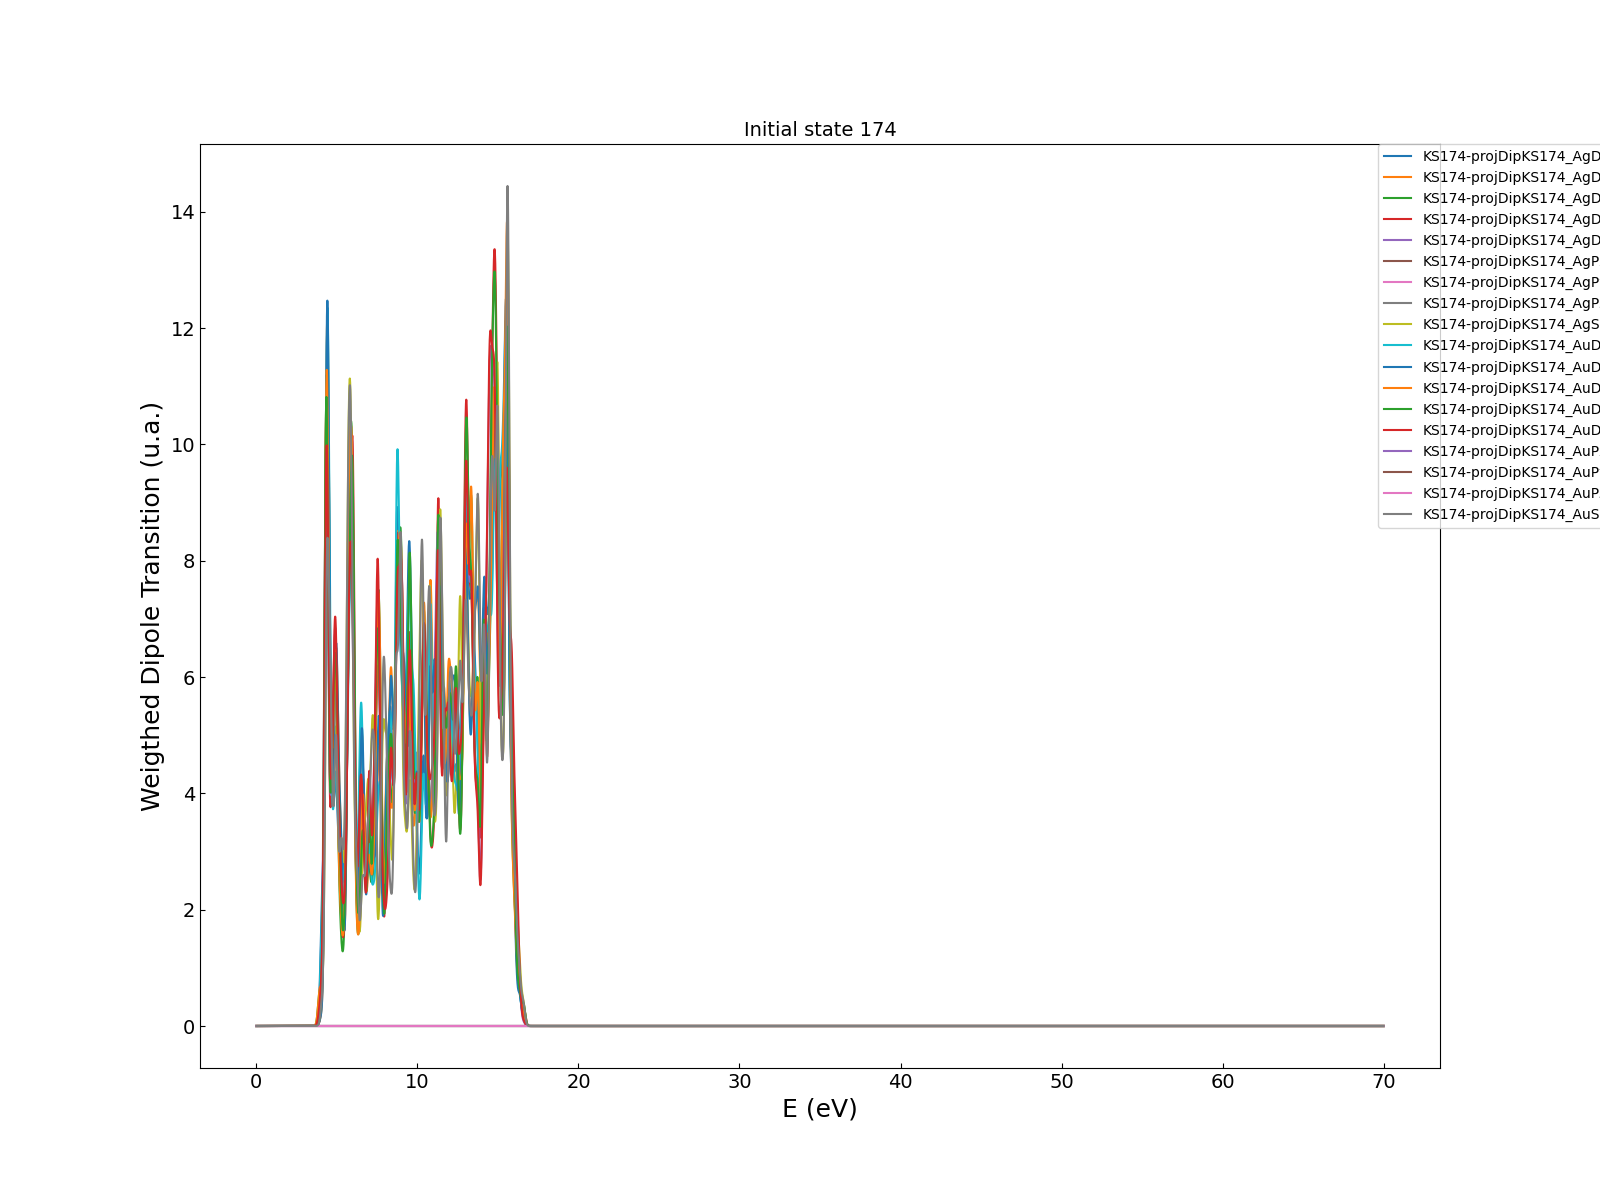 Initial state 174
Weigthed Dipole Transition (u.a.)
14
12
10
8
6
4
2
0
0 10 20 30 40 50 60 70
E (eV)
KS174-projDipKS174_AgD
KS174-projDipKS174_AgD
KS174-projDipKS174_AgD
KS174-projDipKS174_AgD
KS174-projDipKS174_AgD
KS174-projDipKS174_AgP
KS174-projDipKS174_AgP
KS174-projDipKS174_AgP
KS174-projDipKS174_AgS
KS174-projDipKS174_AuD
KS174-projDipKS174_AuD
KS174-projDipKS174_AuD
KS174-projDipKS174_AuD
KS174-projDipKS174_AuD
KS174-projDipKS174_AuP
KS174-projDipKS174_AuP
KS174-projDipKS174_AuP
KS174-projDipKS174_AuS